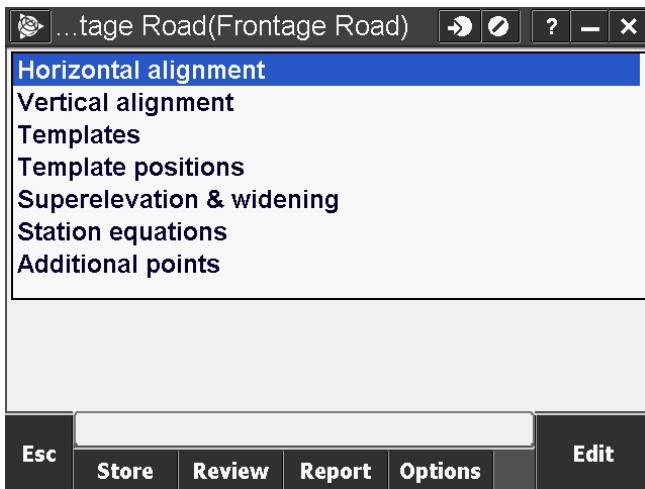 ...tage Road(Frontage Road) ?
Horizontal alignment
Vertical alignment
Templates
Template positions
Superelevation & widening
Station equations
Additional points
Esc
Store Review Report Options
Edit